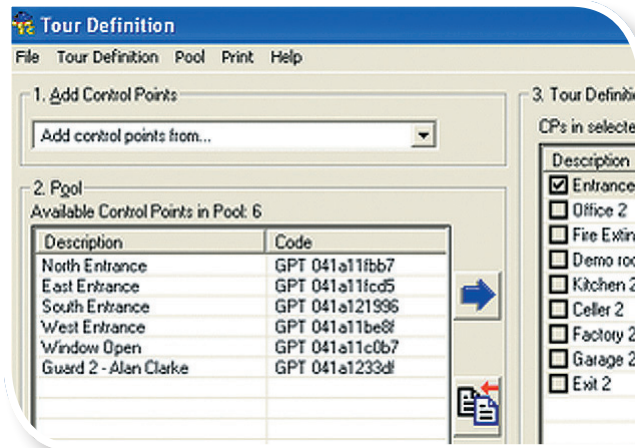 Tour Definition
File Tour Definition Pool Print Help
1. Add Control Points
Add control points from...
2. Pool
Available Control Points in Pool: 6
Description Code
North Entrance GPT 041a11fbb7
East Entrance GPT 041a11fcd5
South Entrance GPT 041a121996
West Entrance GPT 041a11be8f
Window Open GPT 041a11c0b7
Guard 2 - Alan Clarke GPT 041a1233df
3. Tour Definiti
CPs in selecte
Description
Entrance
Office 2
Fire Extin
Demo roo
Kitchen 2
Celler 2
Factory 2
Garage 2
Exit 2